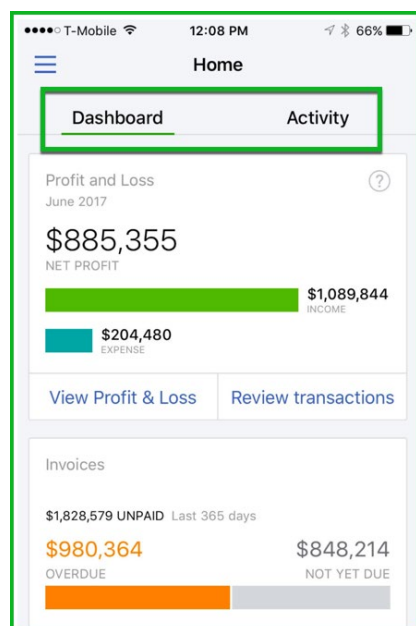 T-Mobile 12:08 PM 66%
Home
Dashboard Activity
Profit and Loss ?
June 2017
$885,355
NET PROFIT
$1,089,844
INCOME
$204,480
EXPENSE
View Profit & Loss Review transactions
Invoices
$1,828,579 UNPAID Last 365 days
$980,364 $848,214
OVERDUE NOT YET DUE